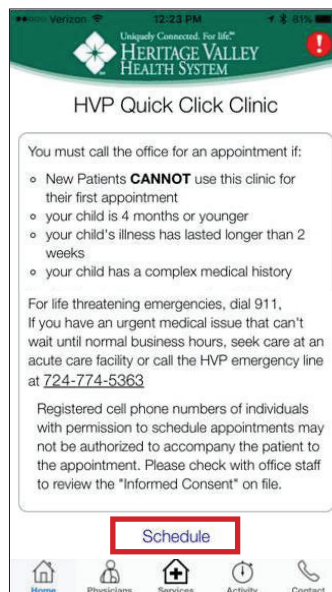 Verizon 12:23 PM 81%
Uniquely Connected. For life.℠
HERITAGE VALLEY
HEALTH SYSTEM
HVP Quick Click Clinic
You must call the office for an appointment if:
New Patients CANNOT use this clinic for
their first appointment
your child is 4 months or younger
your child's illness has lasted longer than 2
weeks
your child has a complex medical history
For life threatening emergencies, dial 911,
If you have an urgent medical issue that can't
wait until normal business hours, seek care at an
acute care facility or call the HVP emergency line
at 724-774-5363
Registered cell phone numbers of individuals
with permission to schedule appointments may
not be authorized to accompany the patient to
the appointment. Please check with office staff
to review the "Informed Consent" on file.
Schedule
Home Physicians Services Activity Contact